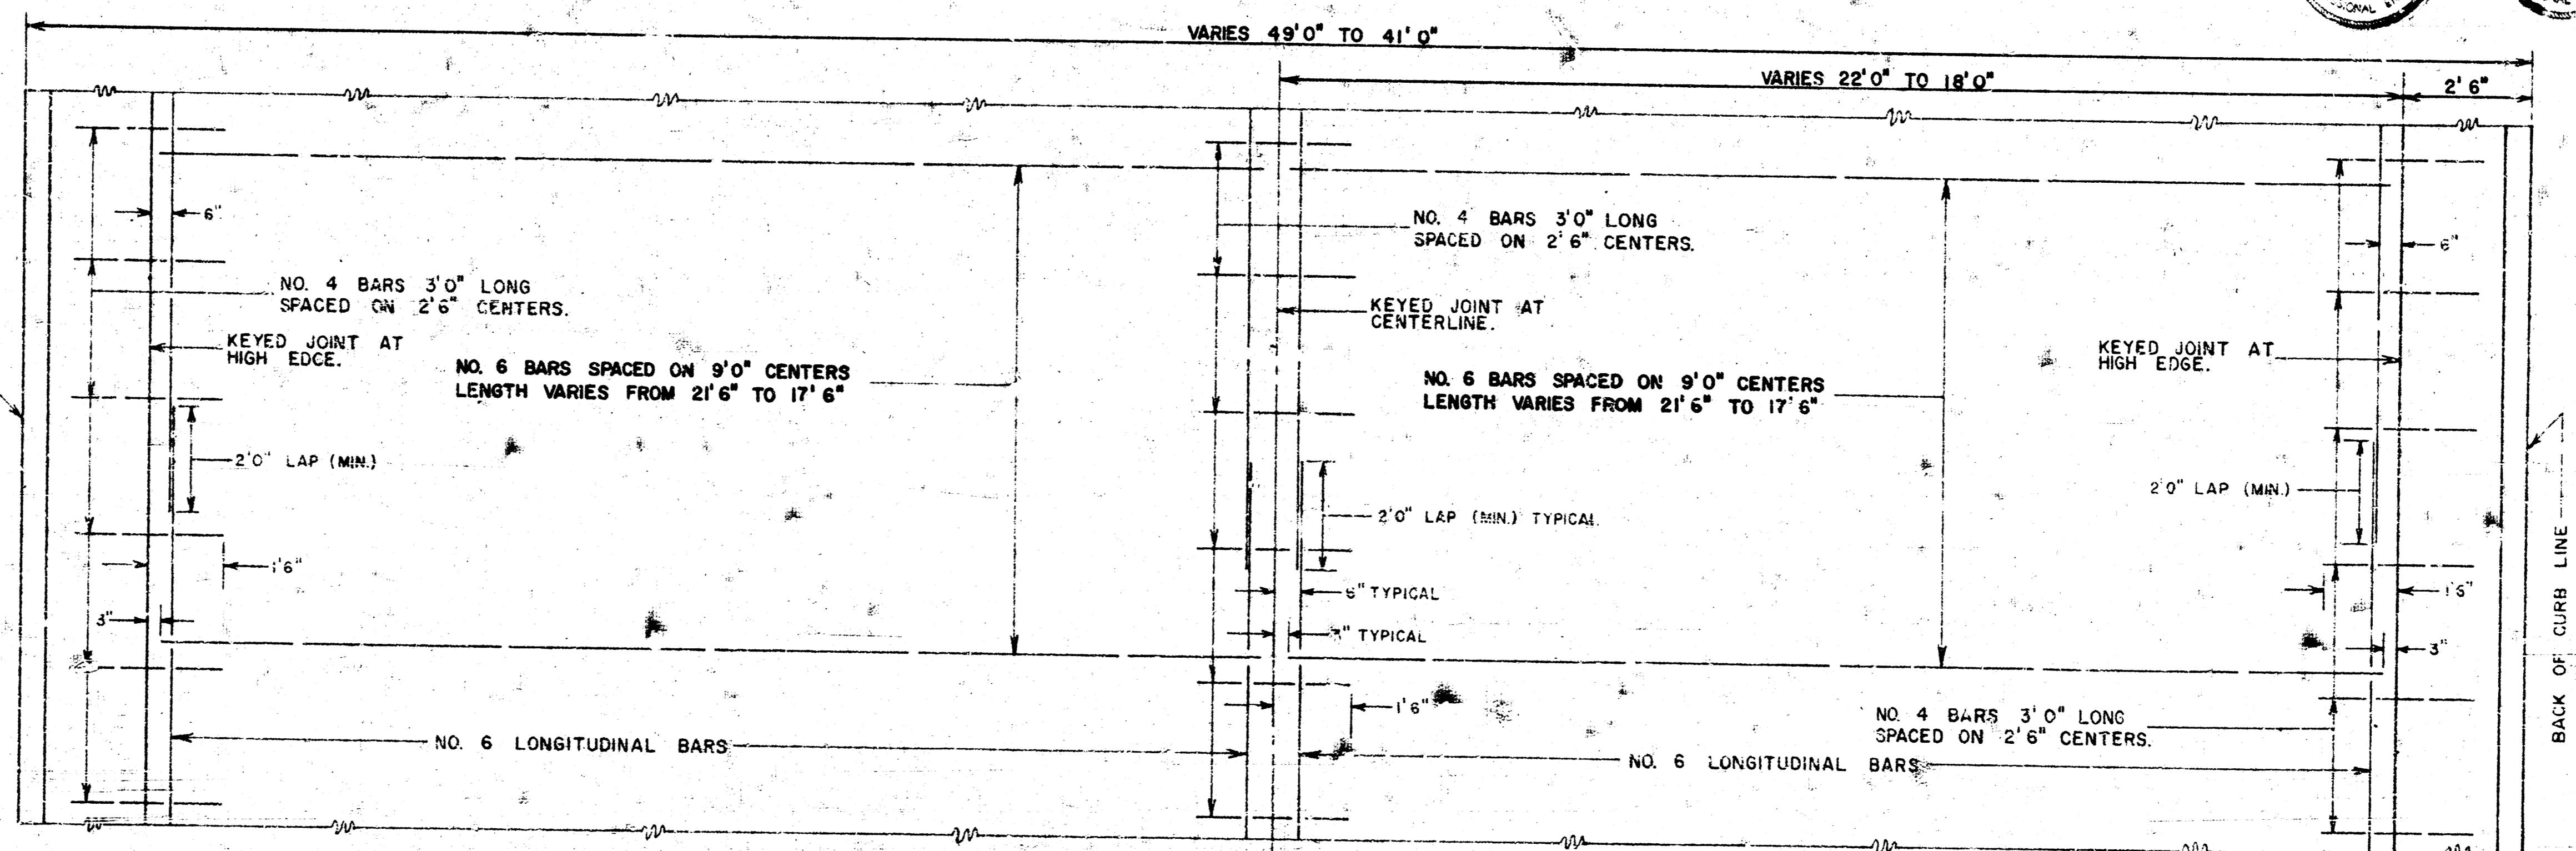 VARIES 49'0" TO 41'0"
VARIES 22'0" TO 18'0"
2'6"
6"
NO. 4 BARS 3'0" LONG
SPACED ON 2'6" CENTERS.
KEYED JOINT AT
HIGH EDGE.
NO. 6 BARS SPACED ON 9'0" CENTERS
LENGTH VARIES FROM 21'6" TO 17'6"
2'0" LAP (MIN.)
1'6"
3"
NO. 6 LONGITUDINAL BARS
NO. 4 BARS 3'0" LONG
SPACED ON 2'6" CENTERS.
KEYED JOINT AT
CENTERLINE.
NO. 6 BARS SPACED ON 9'0" CENTERS
LENGTH VARIES FROM 21'6" TO 17'6"
2'0" LAP (MIN.) TYPICAL.
6" TYPICAL
3" TYPICAL
1'6"
NO. 6 LONGITUDINAL BARS
6"
KEYED JOINT AT
HIGH EDGE.
2'0" LAP (MIN.)
1'6"
3"
NO. 4 BARS 3'0" LONG
SPACED ON 2'6" CENTERS.
BACK OF CURB LINE